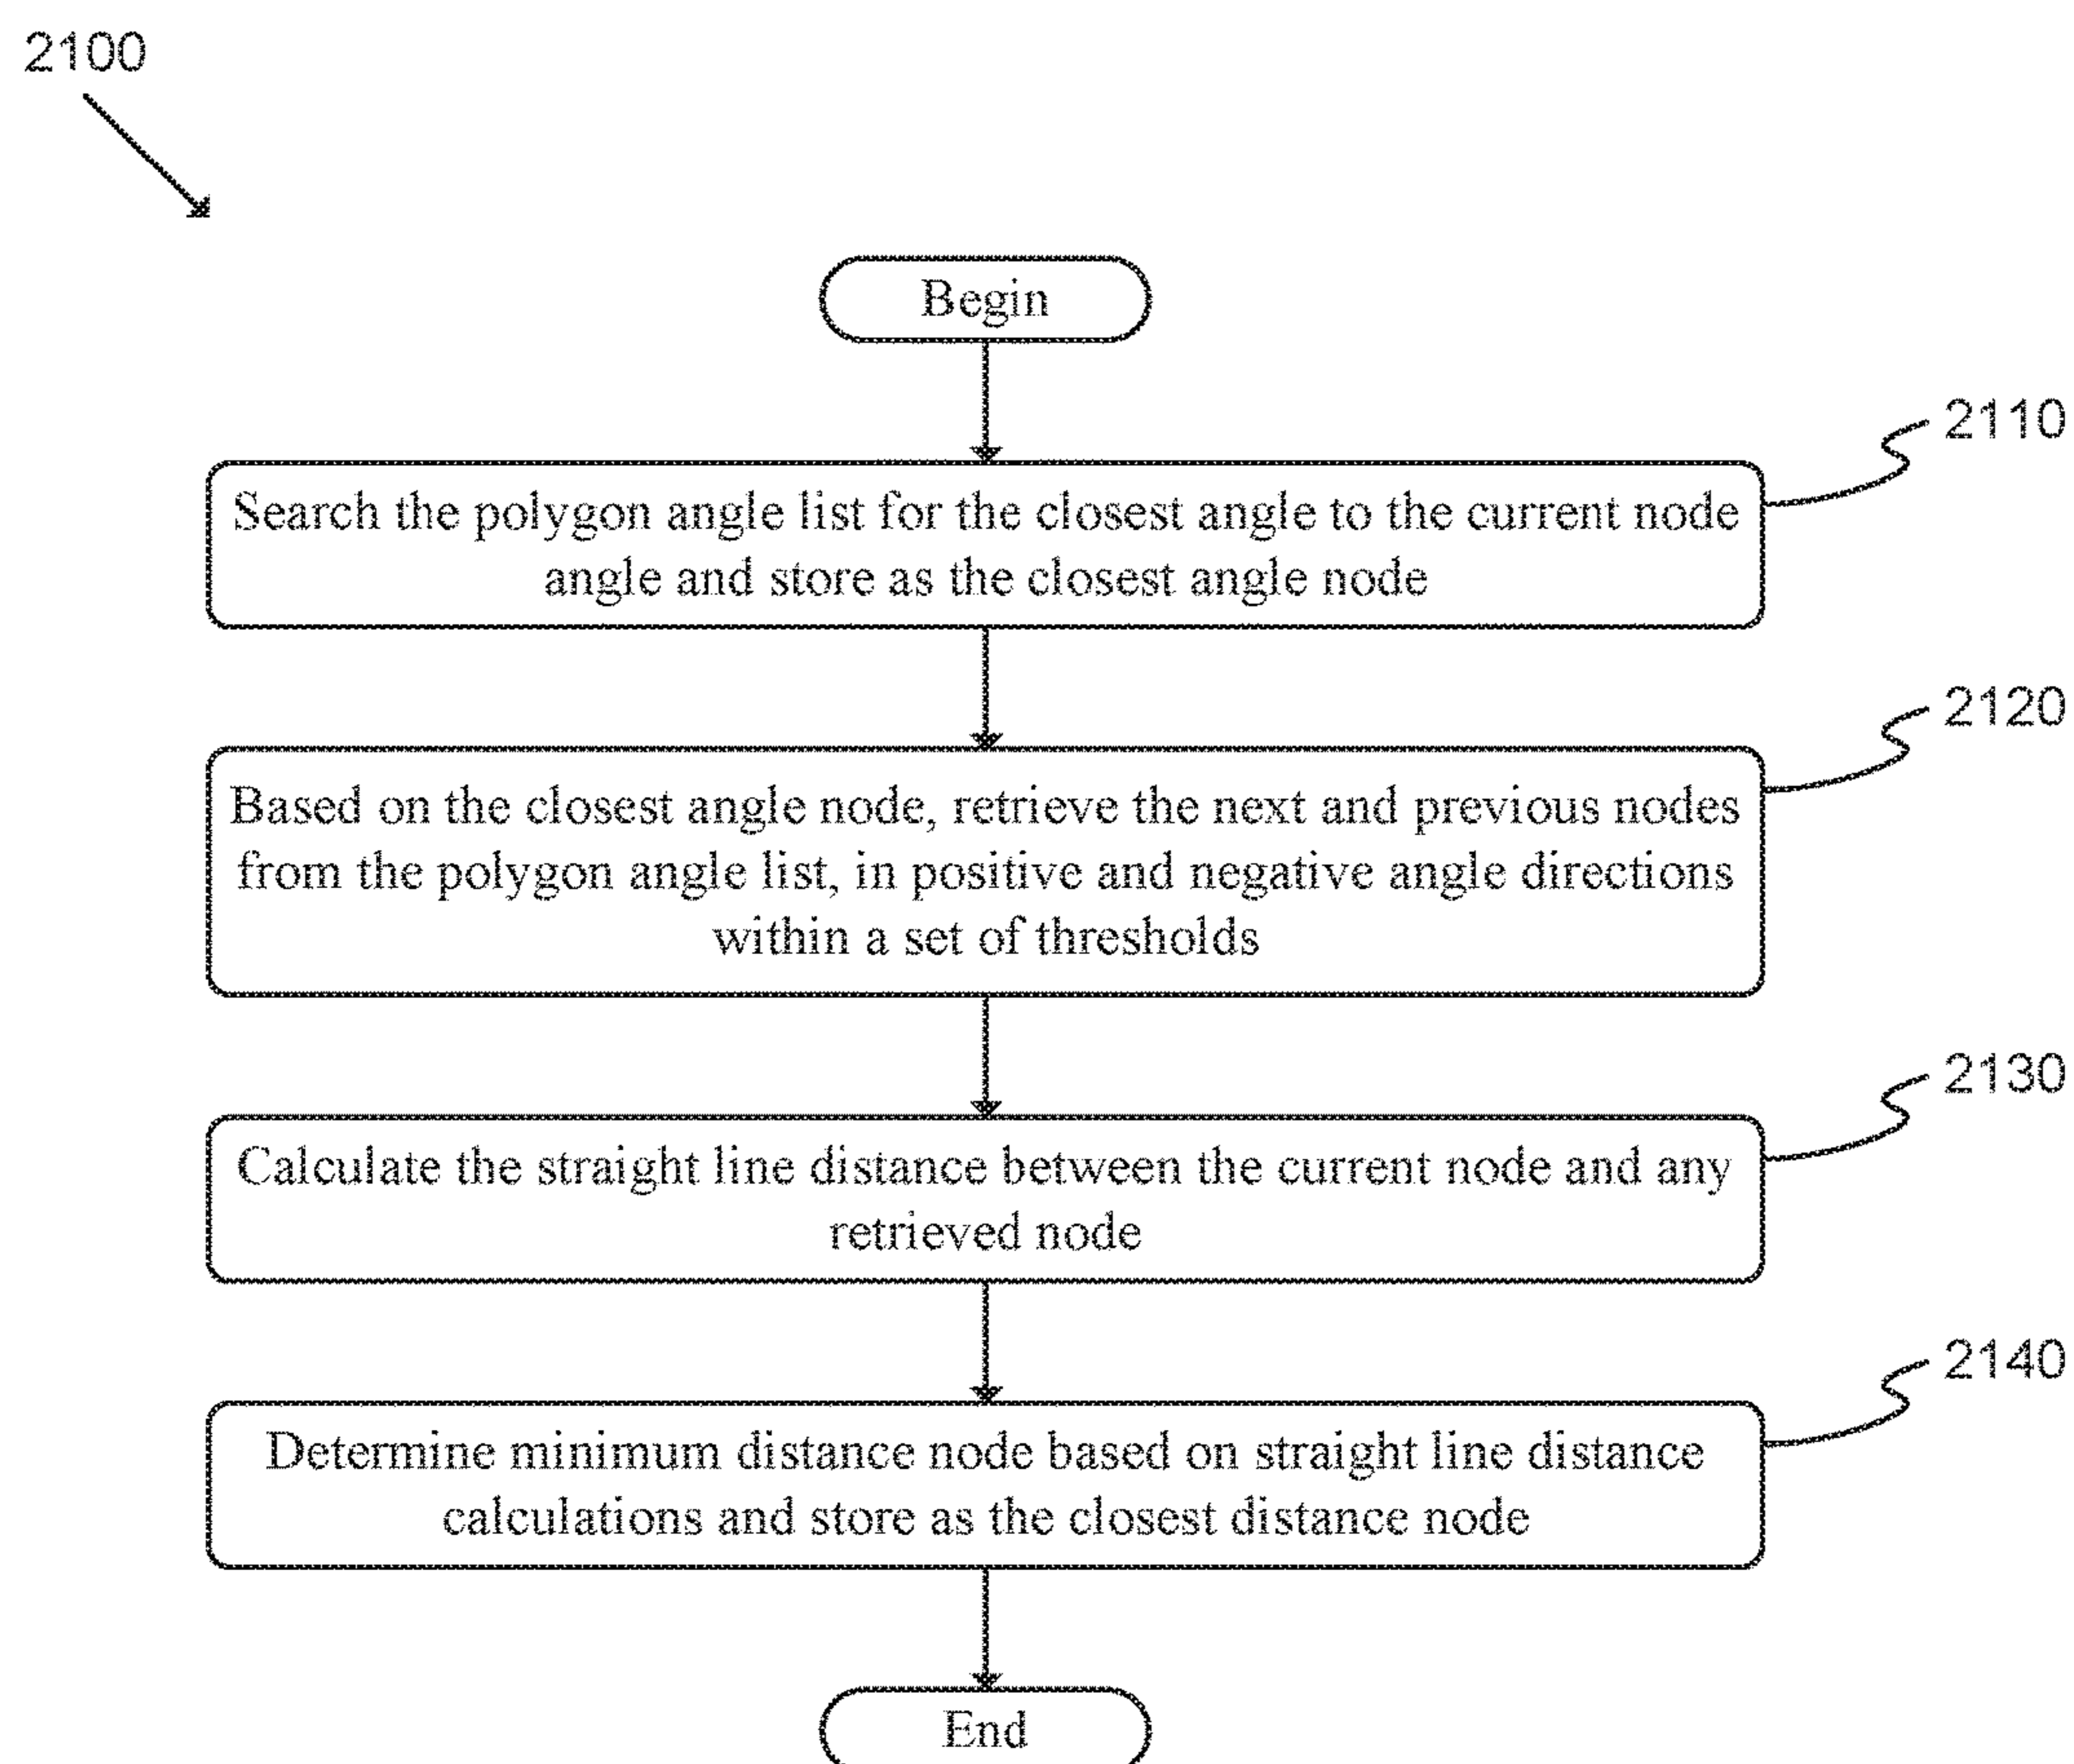 2100
Begin
2110
Search the polygon angle list for the closest angle to the current node
angle and store as the closest angle node
2120
Based on the closest angle node, retrieve the next and previous nodes
from the polygon angle list, in positive and negative angle directions
within a set of thresholds
2130
Calculate the straight line distance between the current node and any
retrieved node
2140
Determine minimum distance node based on straight line distance
calculations and store as the closest distance node
End